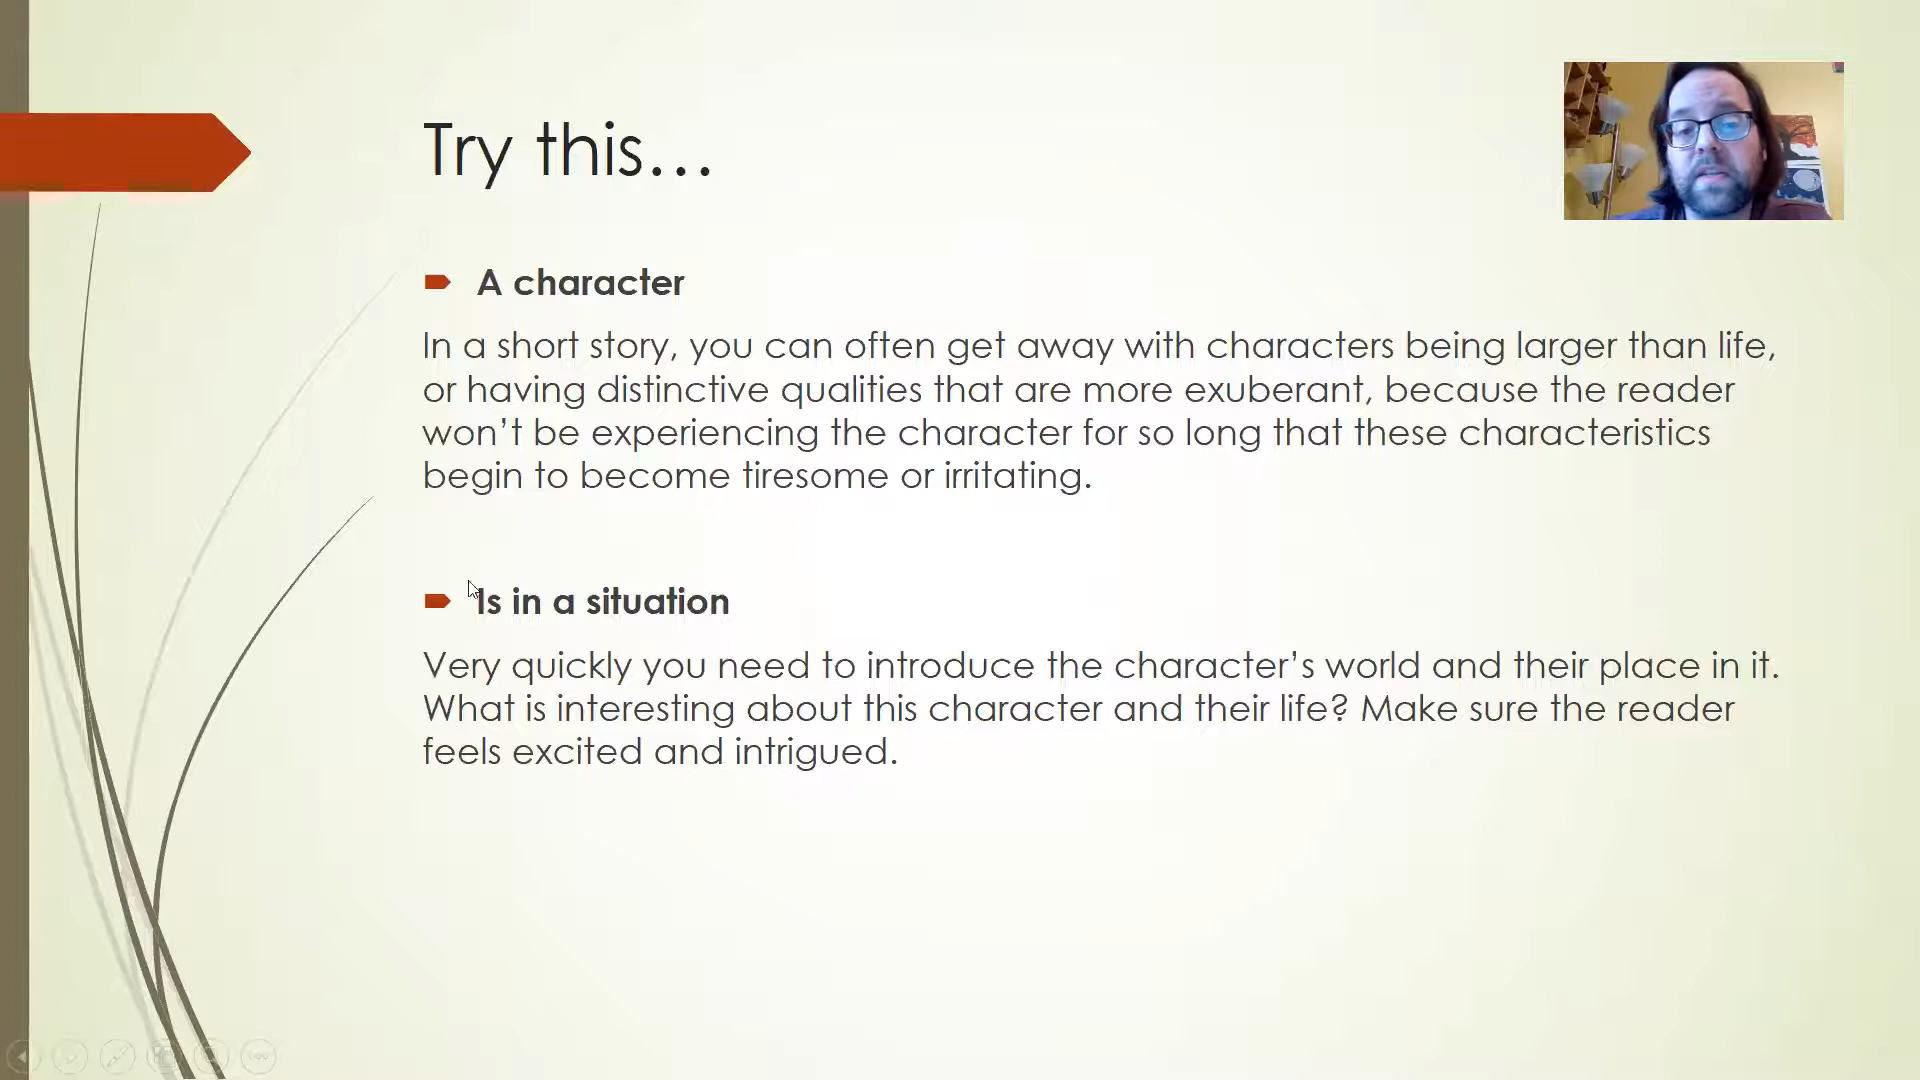 Try this…
A character
In a short story, you can often get away with characters being larger than life,
or having distinctive qualities that are more exuberant, because the reader
won’t be experiencing the character for so long that these characteristics
begin to become tiresome or irritating.
Is in a situation
Very quickly you need to introduce the character’s world and their place in it.
What is interesting about this character and their life? Make sure the reader
feels excited and intrigued.